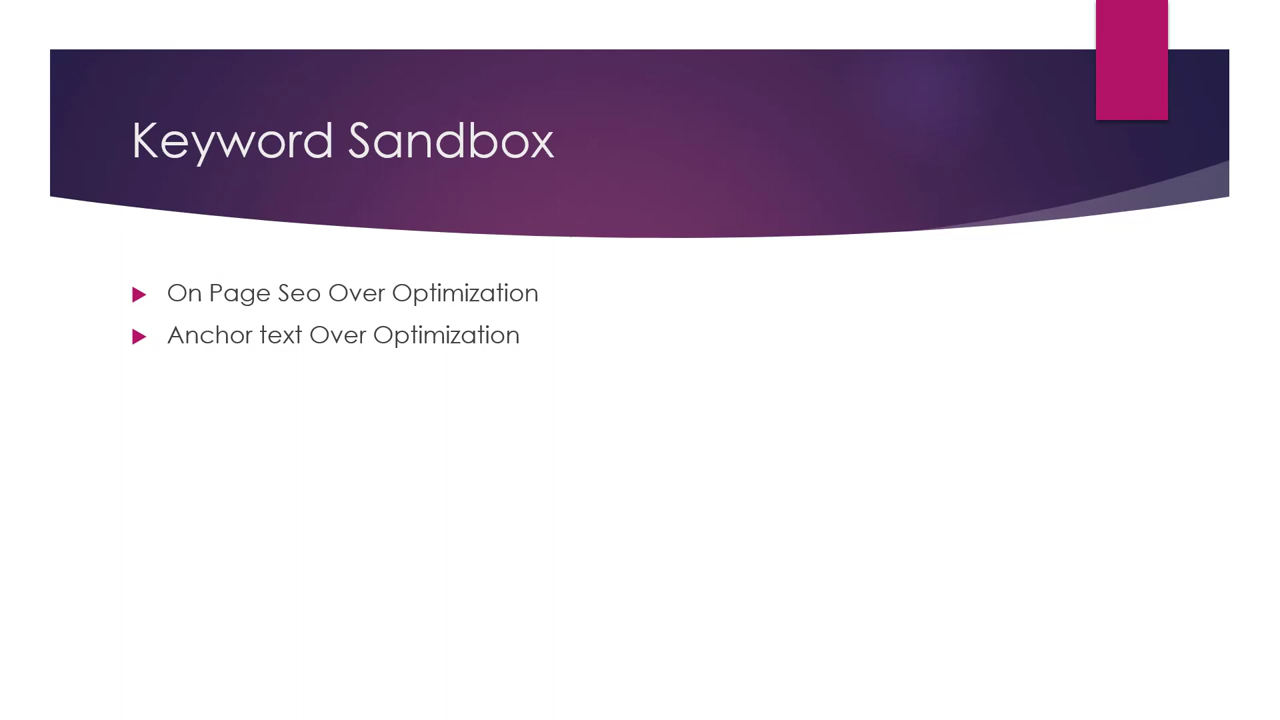 Keyword Sandbox
On Page Seo Over Optimization
Anchor text Over Optimization